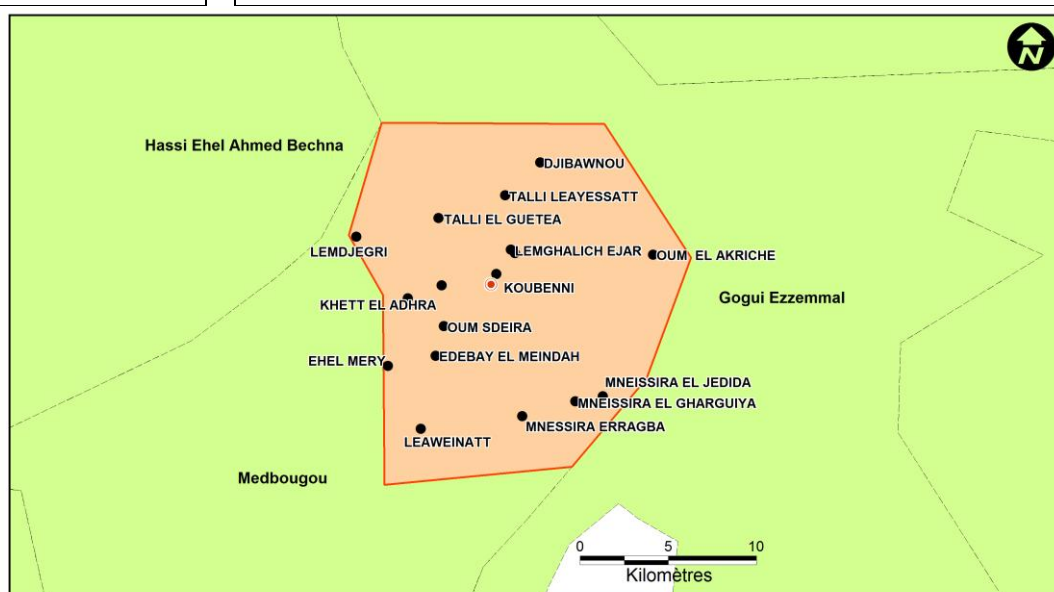 N
Hassi Ehel Ahmed Bechna
DJIBAWNOU
TALLI LEAYESSATT
TALLI EL GUETEA
LEMDJEGRI
LEMGHALICH EJAR
OUM EL AKRICHE
KOUBENNI
Gogui Ezzemmal
KHETT EL ADHRA
OUM SDEIRA
EHEL MERY
EDEBAY EL MEINDAH
MNEISSIRA EL JEDIDA
MNEISSIRA EL GHARGUIYA
MNESSIRA ERRAGBA
LEAWEINATT
Medbougou
0 5 10
Kilomètres